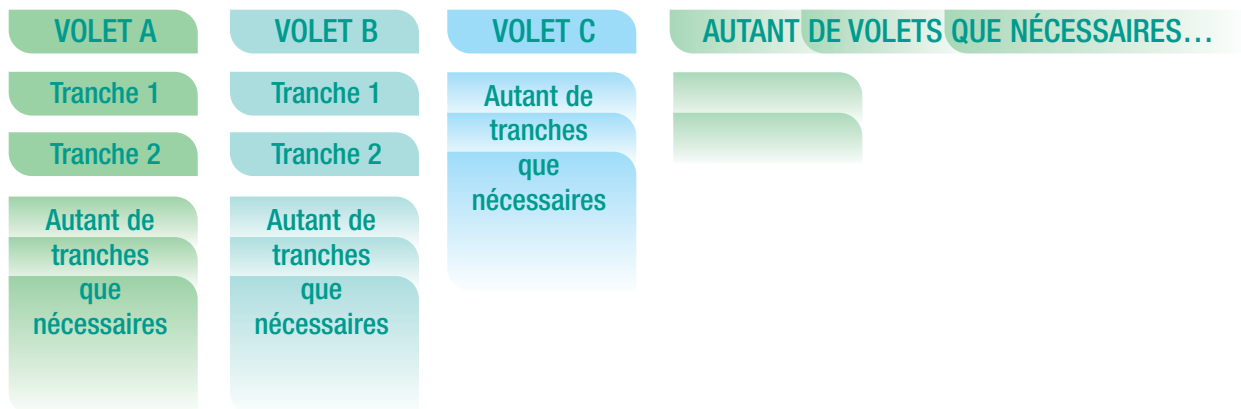 VOLET A
Tranche 1
Tranche 2
Autant de
tranches
que
nécessaires
VOLET B
Tranche 1
Tranche 2
Autant de
tranches
que
nécessaires
VOLET C
Autant de
tranches
que
nécessaires
AUTANT DE VOLETS QUE NÉCESSAIRES...